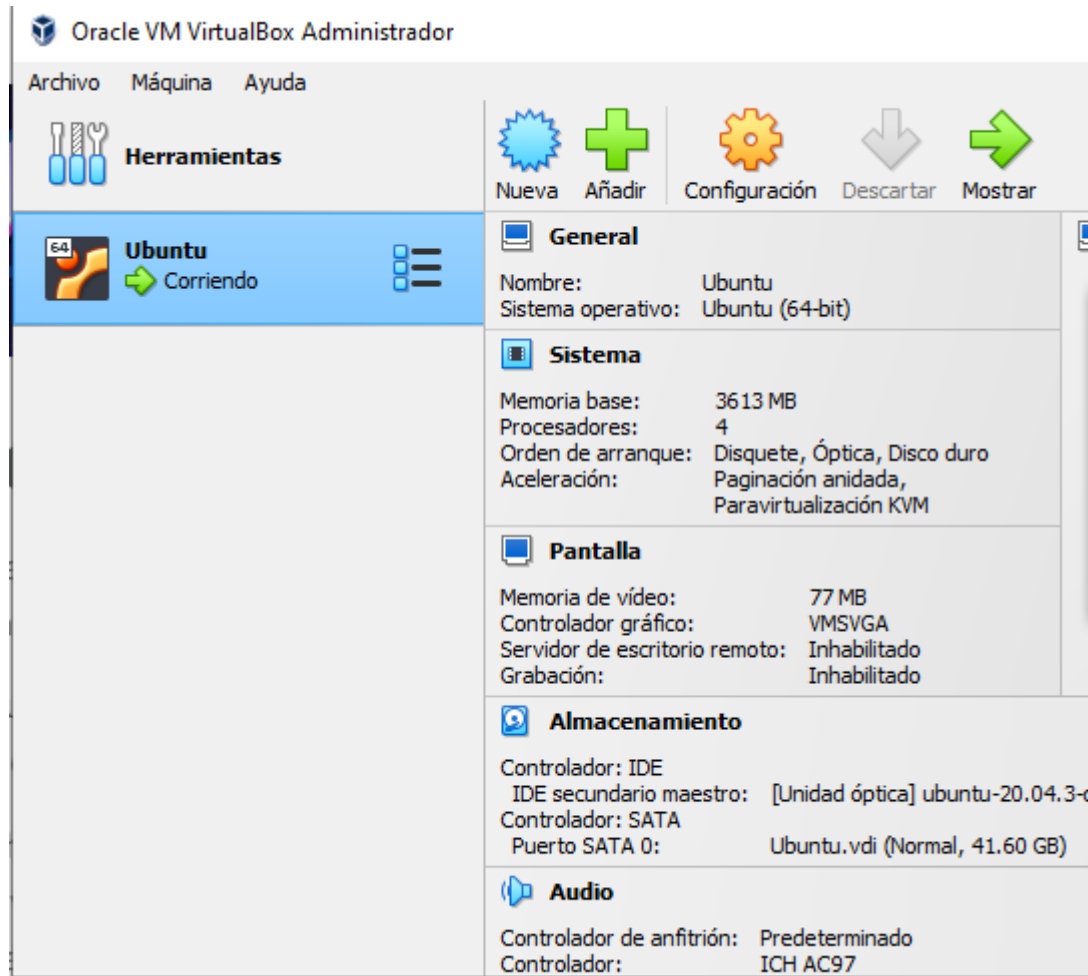 Oracle VM VirtualBox Administrador
Archivo Máquina Ayuda
Herramientas
Nueva Añadir Configuración Descartar Mostrar
64
Ubuntu
Corriendo
General
Nombre: Ubuntu
Sistema operativo: Ubuntu (64-bit)
Sistema
Memoria base: 3613 MB
Procesadores: 4
Orden de arranque: Disquete, Óptica, Disco duro
Aceleración: Paginación anidada,
Paravirtualización KVM
Pantalla
Memoria de vídeo: 77 MB
Controlador gráfico: VMSVGA
Servidor de escritorio remoto: Inhabilitado
Grabación: Inhabilitado
Almacenamiento
Controlador: IDE
IDE secundario maestro: [Unidad óptica] ubuntu-20.04.3-
Controlador: SATA
Puerto SATA 0: Ubuntu.vdi (Normal, 41.60 GB)
Audio
Controlador de anfitrión: Predeterminado
Controlador: ICH AC97